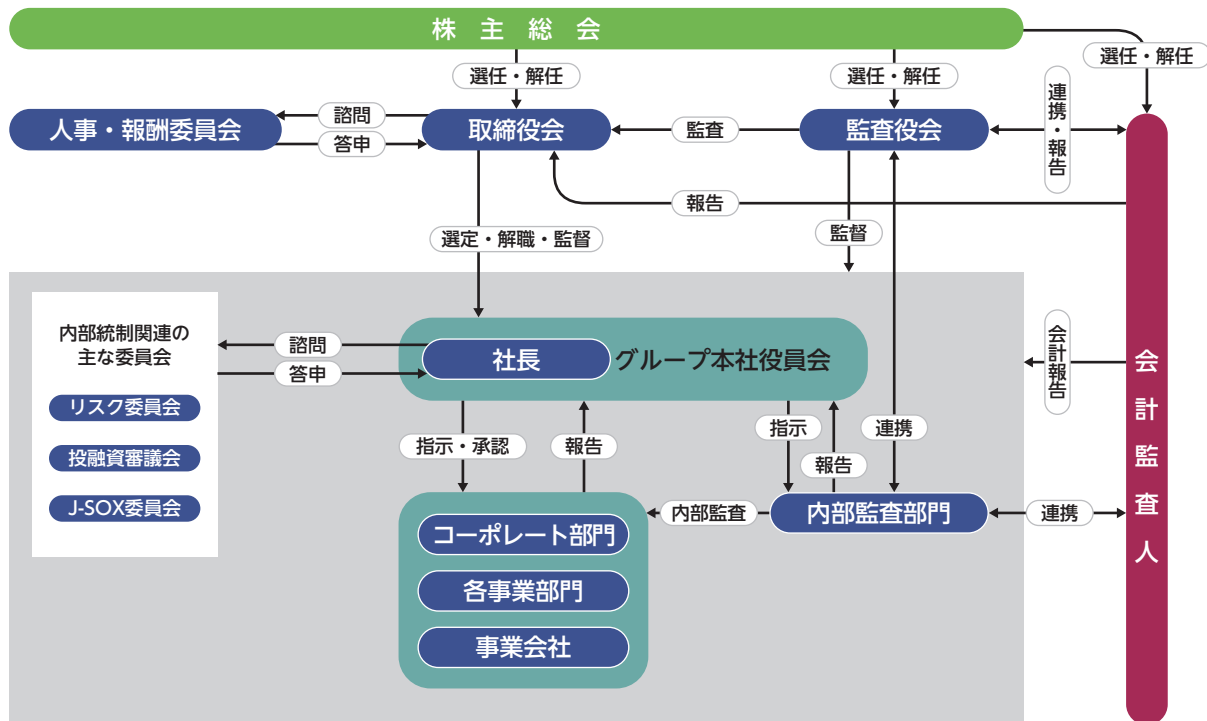 株主総会
選任・解任
選任・解任
選任・解任
人事・報酬委員会
諮問
答申
取締役会
監査
監査役会
連携・報告
報告
選定・解職・監督
監督
内部統制関連の
主な委員会
リスク委員会
投融資審議会
J-SOX委員会
諮問
答申
社長
グループ本社役員会
会計報告
会計監査人
指示・承認
報告
指示
報告
連携
内部監査
内部監査部門
連携
コーポレート部門
各事業部門
事業会社